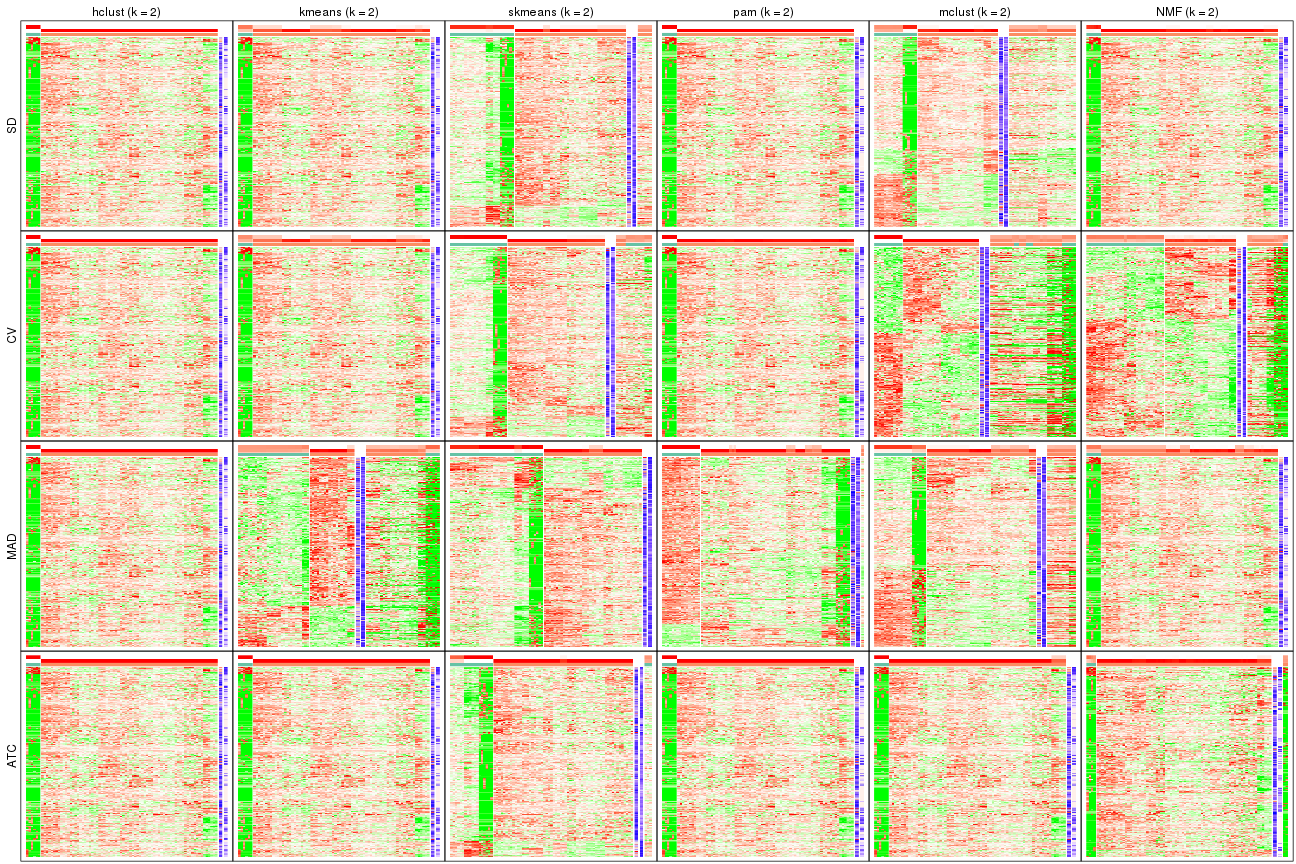 hclust (k = 2)
kmeans (k = 2)
skmeans (k = 2)
pam (k = 2)
mclust (k = 2)
NMF (k = 2)
SD
CV
MAD
ATC